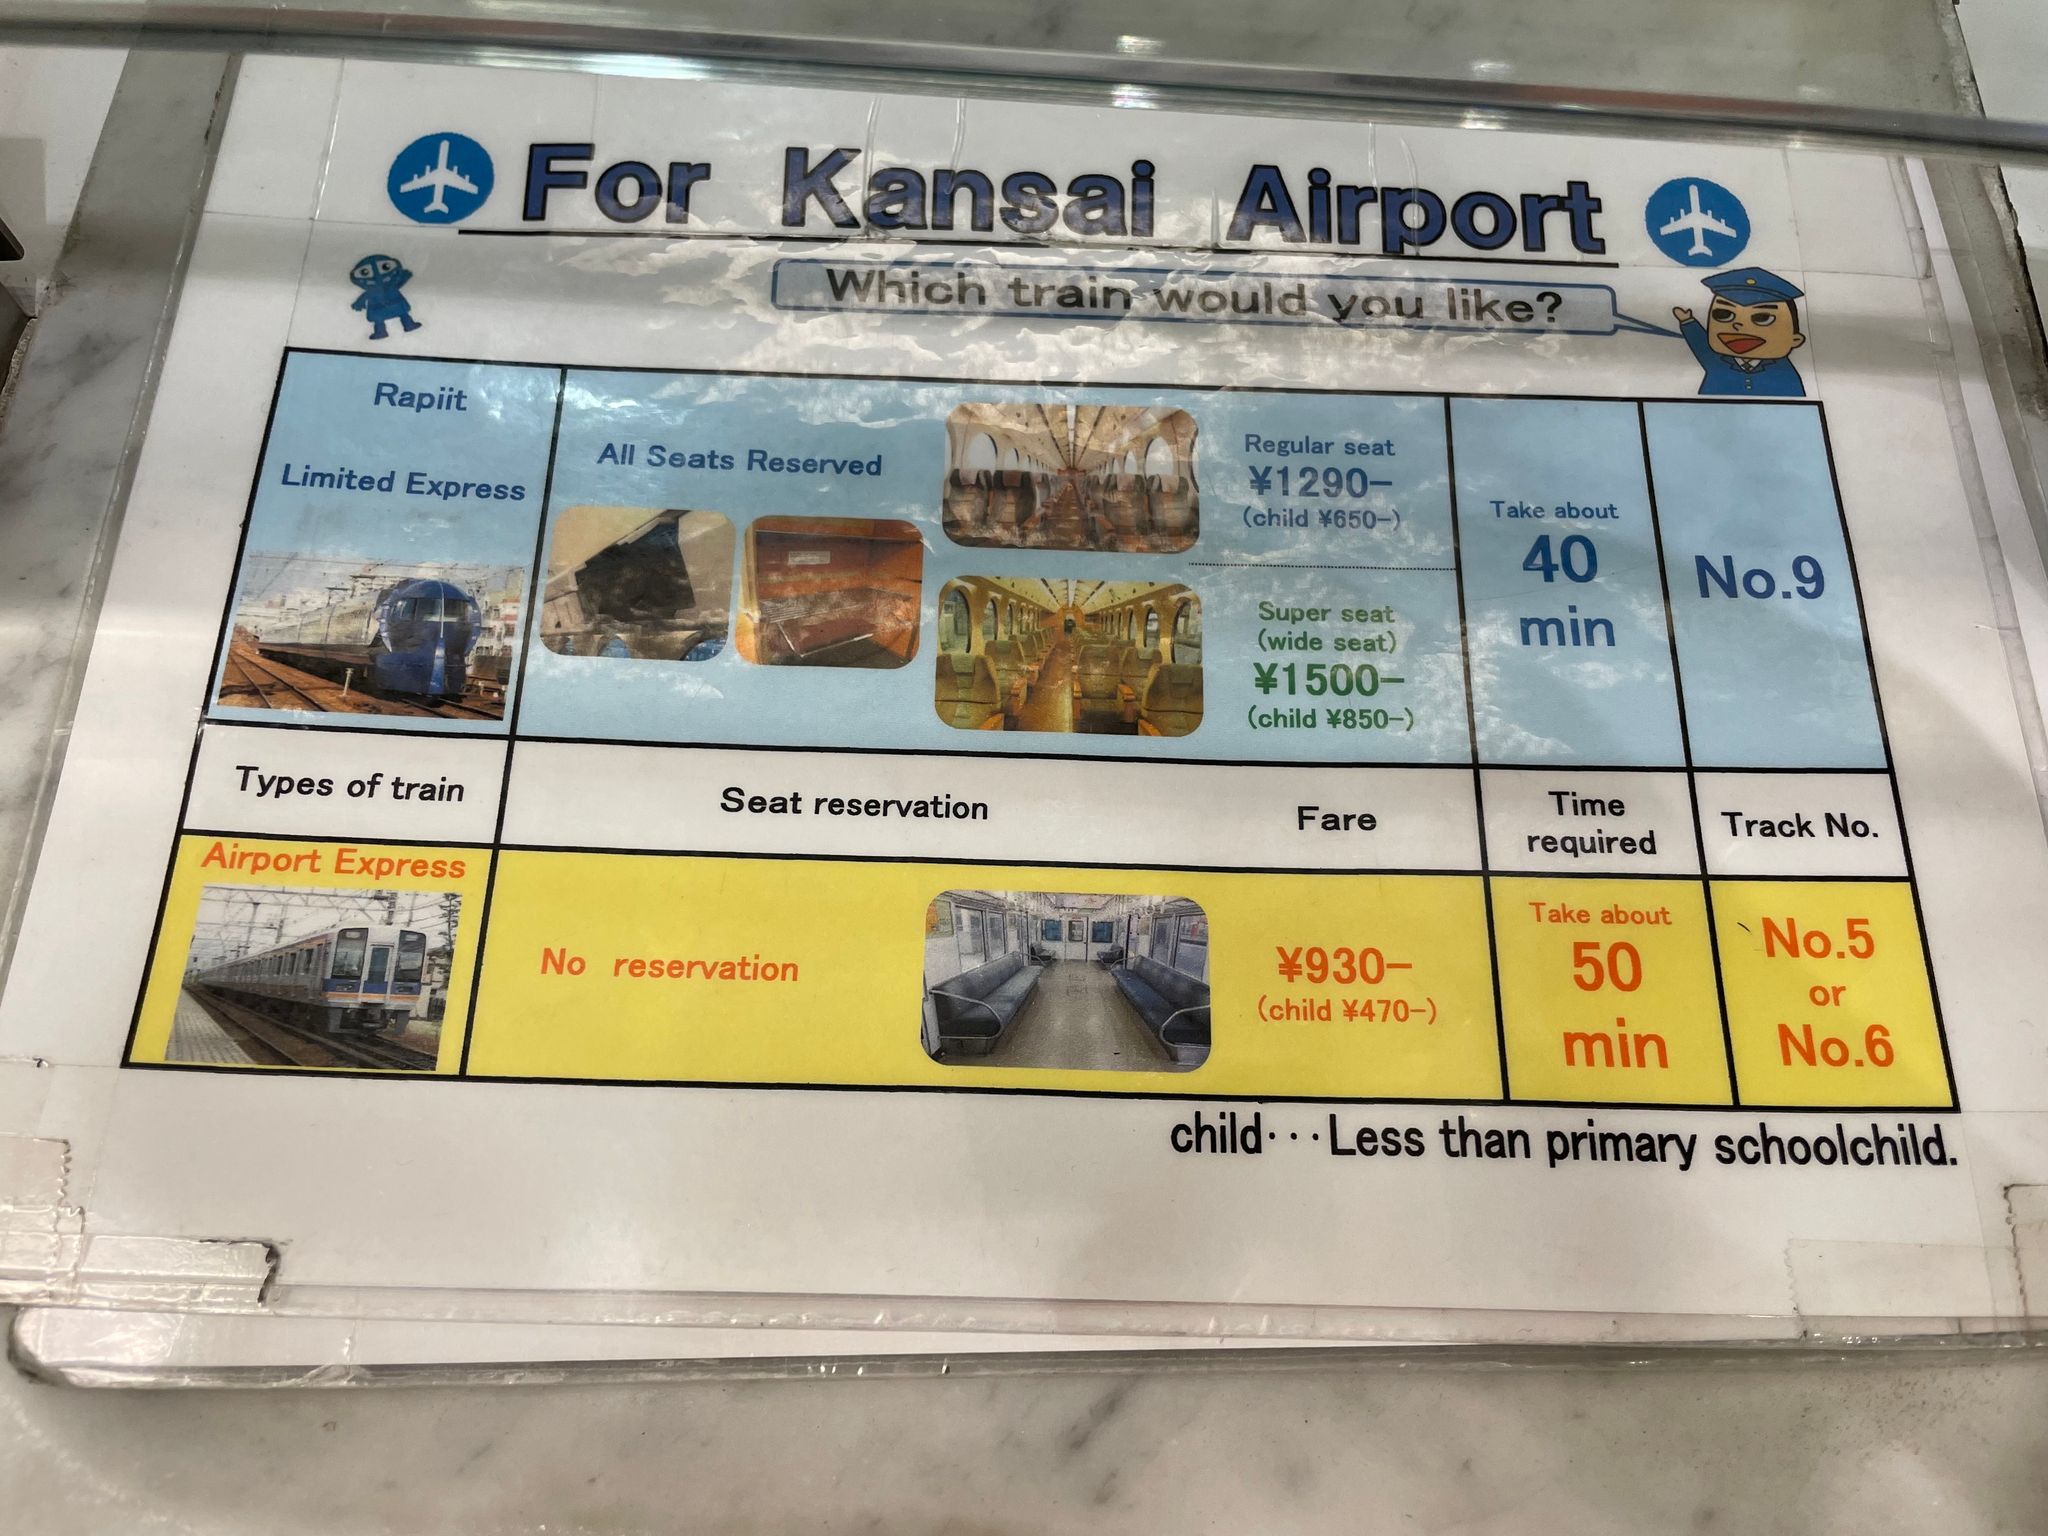 For Kansai Airport
Which train would you like?
Rapiit
Limited Express
All Seats Reserved
Regular seat
¥1290-
(child ¥650-)
Super seat
(wide seat)
¥1500-
(child ¥850-)
Take about
40
min
No.9
Types of train
Seat reservation
Fare
Time
required
Track No.
Airport Express
No reservation
¥930-
(child ¥470-)
Take about
50
min
No.5
or
No.6
child···Less than primary schoolchild.